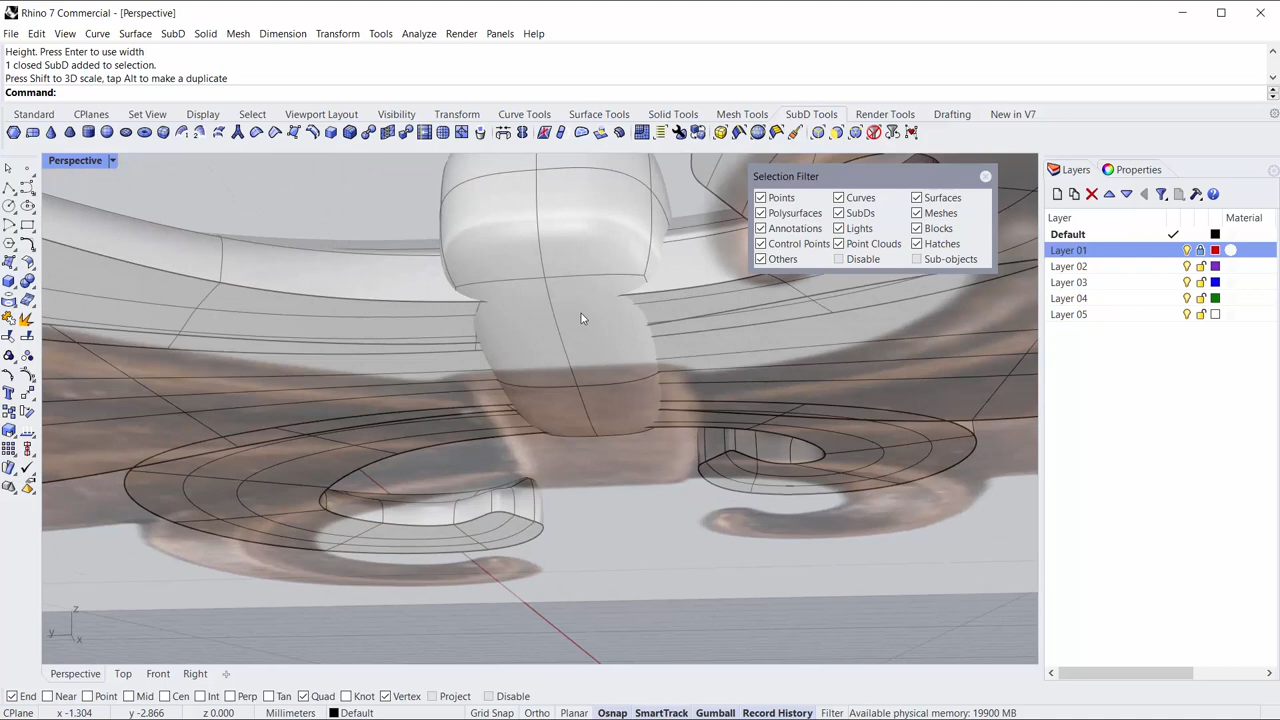 Rhino 7 Commercial - [Perspective]
File Edit View Curve Surface SubD Solid Mesh Dimension Transform Tools Analyze Render Panels Help
Height. Press Enter to use width
1 closed SubD added to selection.
Press Shift to 3D scale, tap Alt to make a duplicate
Command:
Standard CPlanes Set View Display Select Viewport Layout Visibility Transform Curve Tools Surface Tools Solid Tools Mesh Tools SubD Tools Render Tools Drafting New in V7
Perspective
Selection Filter
Points Curves Surfaces
Polysurfaces SubDs Meshes
Annotations Lights Blocks
Control Points Point Clouds Hatches
Others Disable Sub-objects
Layers Properties
Layer Material
Default
Layer 01
Layer 02
Layer 03
Layer 04
Layer 05
z
y
x
Perspective Top Front Right
End Near Point Mid Cen Int Perp Tan Quad Knot Vertex Project Disable
CPlane x -1.304 y -2.866 z 0.000 Millimeters Default Grid Snap Ortho Planar Osnap SmartTrack Gumball Record History Filter Available physical memory: 19900 MB